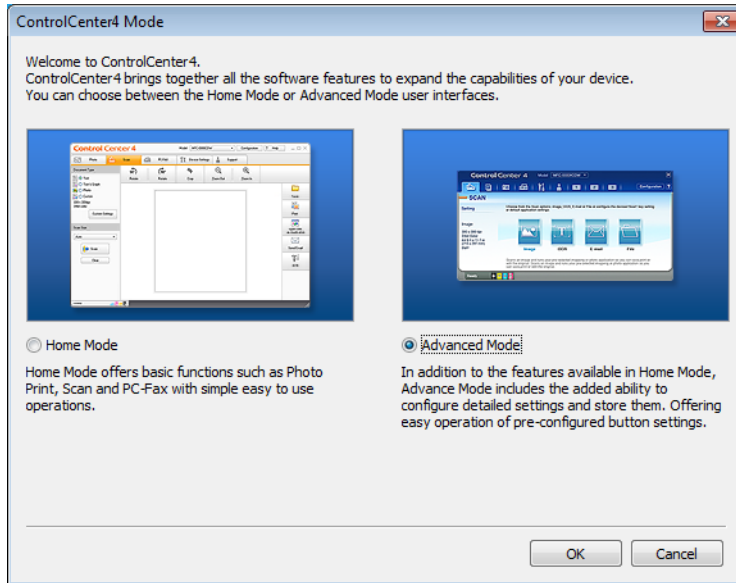 ControlCenter4 Mode
Welcome to ControlCenter4.
ControlCenter4 brings together all the software features to expand the capabilities of your device.
You can choose between the Home Mode or Advanced Mode user interfaces.
Control Center 4
Control Center 4
SCAN
Image
OCR
E-mail
File
Home Mode
Home Mode offers basic functions such as Photo
Print, Scan and PC-Fax with simple easy to use
operations.
Advanced Mode
In addition to the features available in Home Mode,
Advance Mode includes the added ability to
configure detailed settings and store them. Offering
easy operation of pre-configured button settings.
OK
Cancel